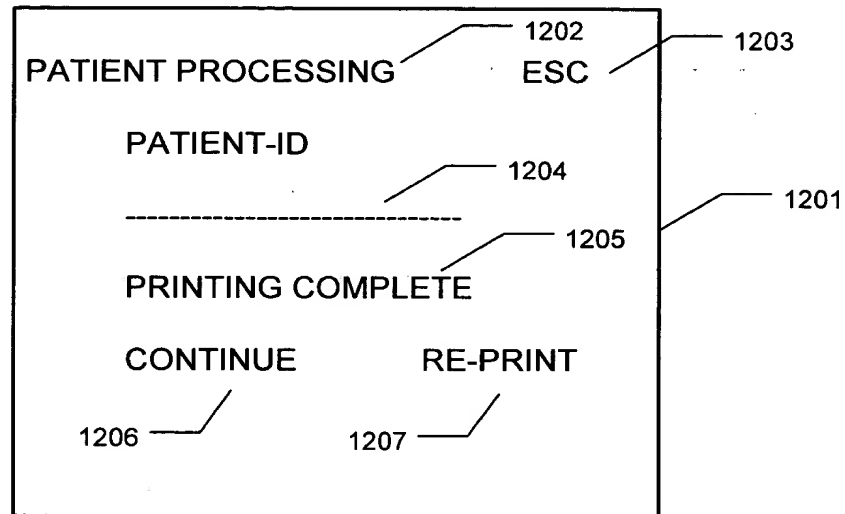 1202
1203
PATIENT PROCESSING ESC
PATIENT-ID
1204
1201
--------------------------------
1205
PRINTING COMPLETE
CONTINUE RE-PRINT
1206 1207